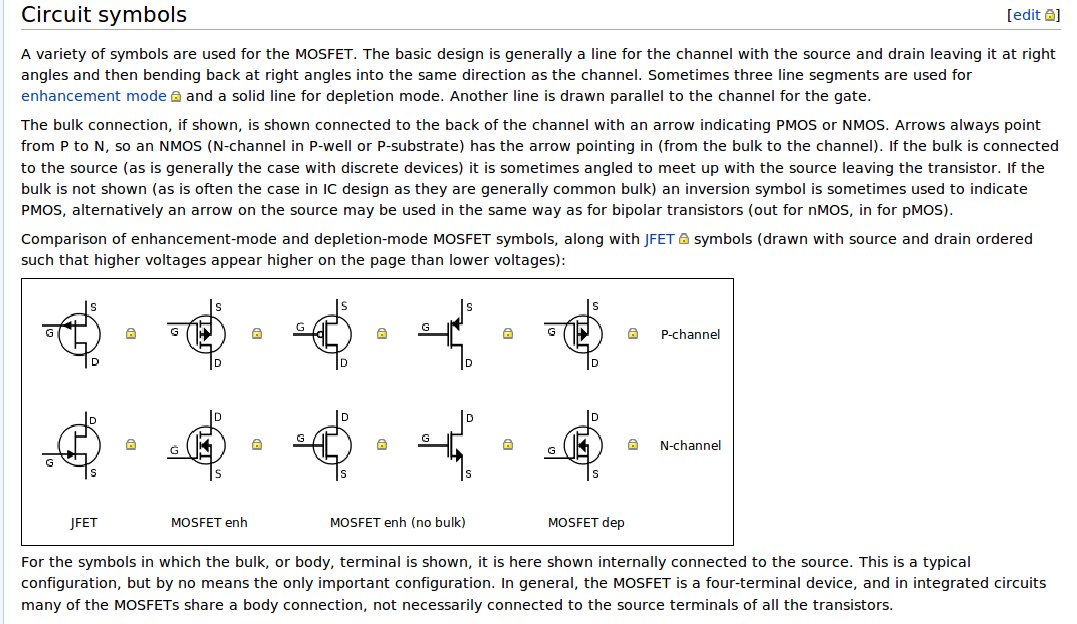 Circuit symbols
[edit]
A variety of symbols are used for the MOSFET. The basic design is generally a line for the channel with the source and drain leaving it at right
angles and then bending back at right angles into the same direction as the channel. Sometimes three line segments are used for
enhancement mode and a solid line for depletion mode. Another line is drawn parallel to the channel for the gate.
The bulk connection, if shown, is shown connected to the back of the channel with an arrow indicating PMOS or NMOS. Arrows always point
from P to N, so an NMOS (N-channel in P-well or P-substrate) has the arrow pointing in (from the bulk to the channel). If the bulk is connected
to the source (as is generally the case with discrete devices) it is sometimes angled to meet up with the source leaving the transistor. If the
bulk is not shown (as is often the case in IC design as they are generally common bulk) an inversion symbol is sometimes used to indicate
PMOS, alternatively an arrow on the source may be used in the same way as for bipolar transistors (out for nMOS, in for pMOS).
Comparison of enhancement-mode and depletion-mode MOSFET symbols, along with JFET symbols (drawn with source and drain ordered
such that higher voltages appear higher on the page than lower voltages):
S S S S S
G G G G G P-channel
D D D D D
D D D D D
G G G G G N-channel
S S S S S
JFET MOSFET enh MOSFET enh (no bulk) MOSFET dep
For the symbols in which the bulk, or body, terminal is shown, it is here shown internally connected to the source. This is a typical
configuration, but by no means the only important configuration. In general, the MOSFET is a four-terminal device, and in integrated circuits
many of the MOSFETs share a body connection, not necessarily connected to the source terminals of all the transistors.